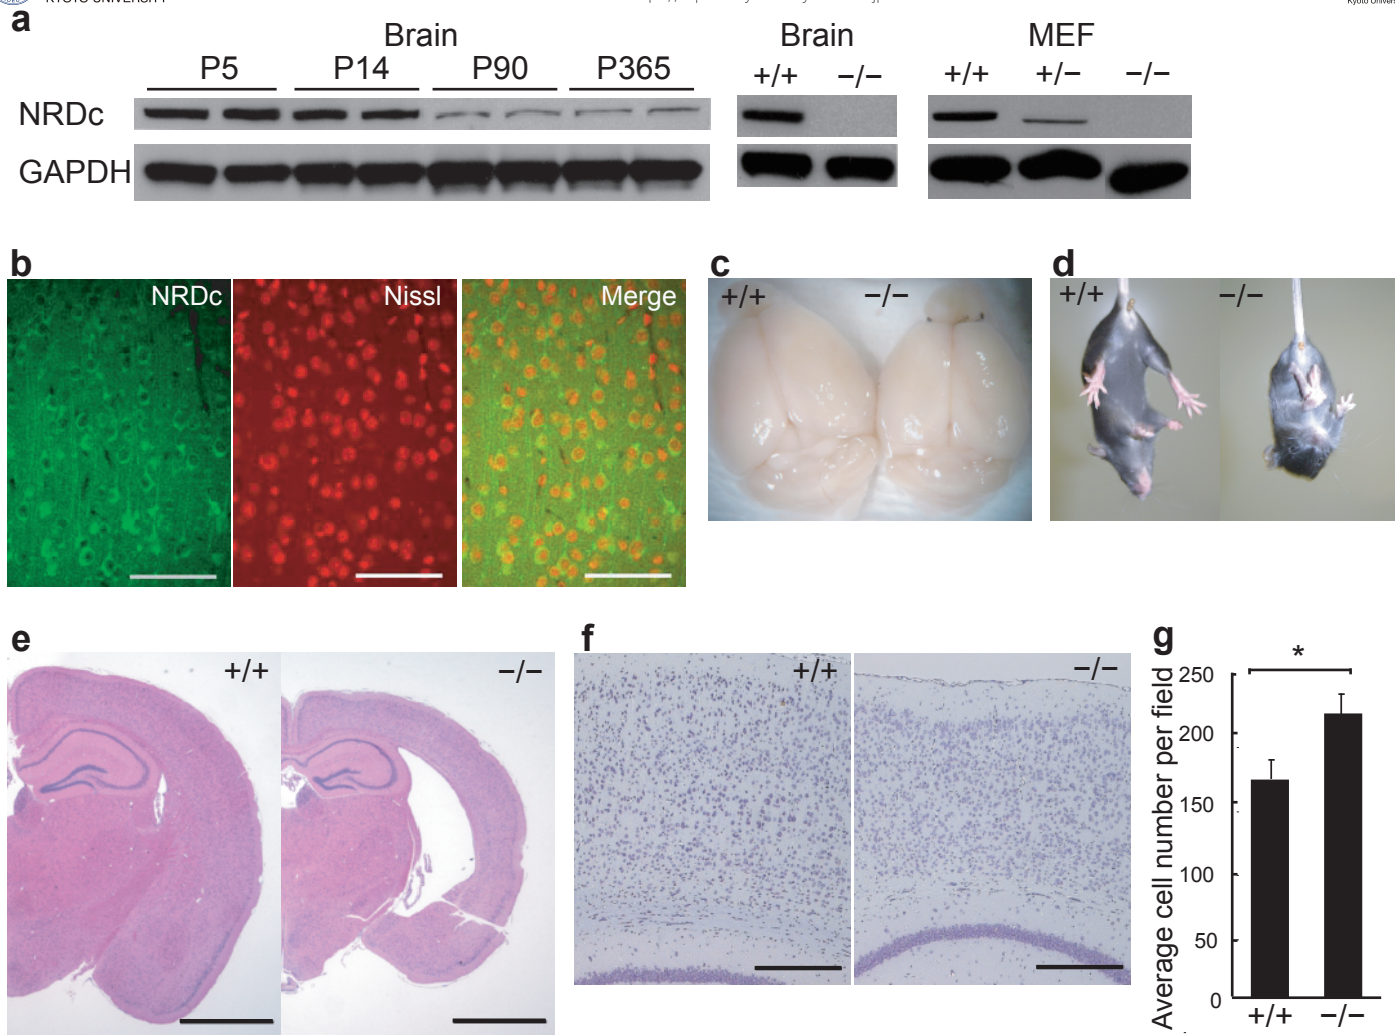 a
Brain
P5 P14 P90 P365
NRDc
GAPDH
Brain
+/+ −/−
MEF
+/+ +/− −/−
b
NRDc Nissl Merge
c
+/+ −/−
d
+/+ −/−
e
+/+ −/−
f
+/+ −/−
g
*
Average cell number per field
250
200
150
100
50
0
+/+ −/−